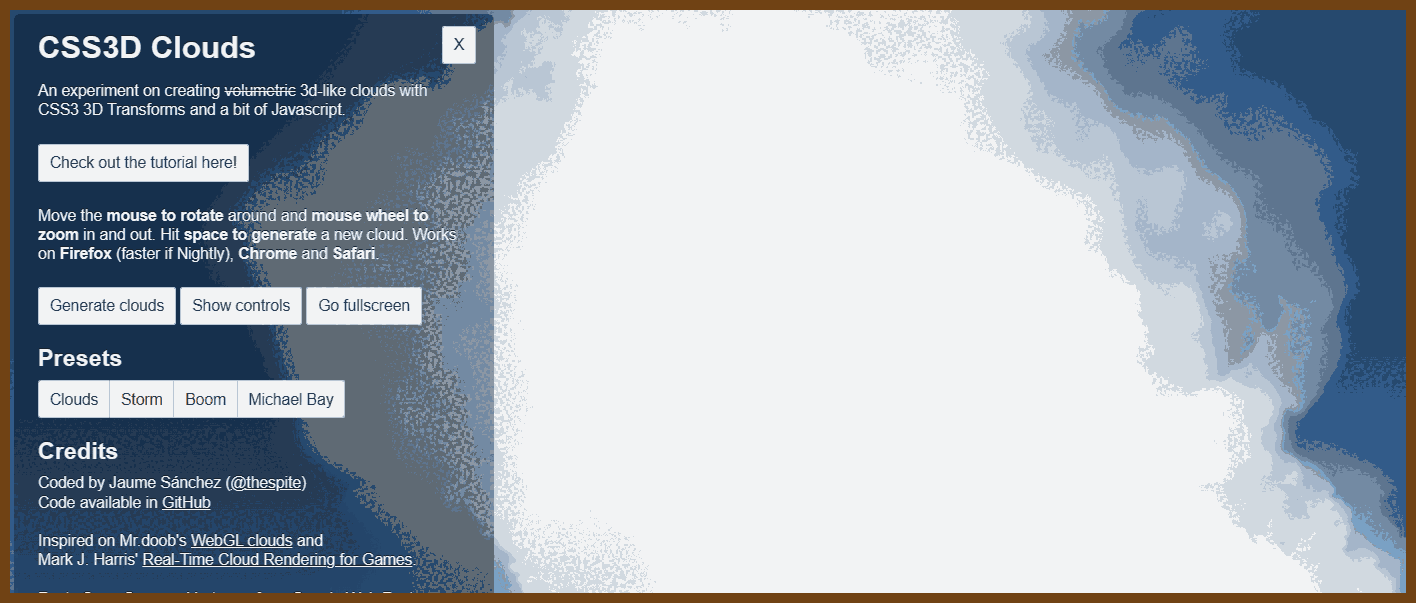 CSS3D Clouds
X
An experiment on creating volumetric 3d-like clouds with
CSS3 3D Transforms and a bit of Javascript.
Check out the tutorial here!
Move the mouse to rotate around and mouse wheel to
zoom in and out. Hit space to generate a new cloud. Works
on Firefox (faster if Nightly), Chrome and Safari.
Generate clouds Show controls Go fullscreen
Presets
Clouds Storm Boom Michael Bay
Credits
Coded by Jaume Sánchez (@thespite)
Code available in GitHub
Inspired on Mr.doob's WebGL clouds and
Mark J. Harris' Real-Time Cloud Rendering for Games.